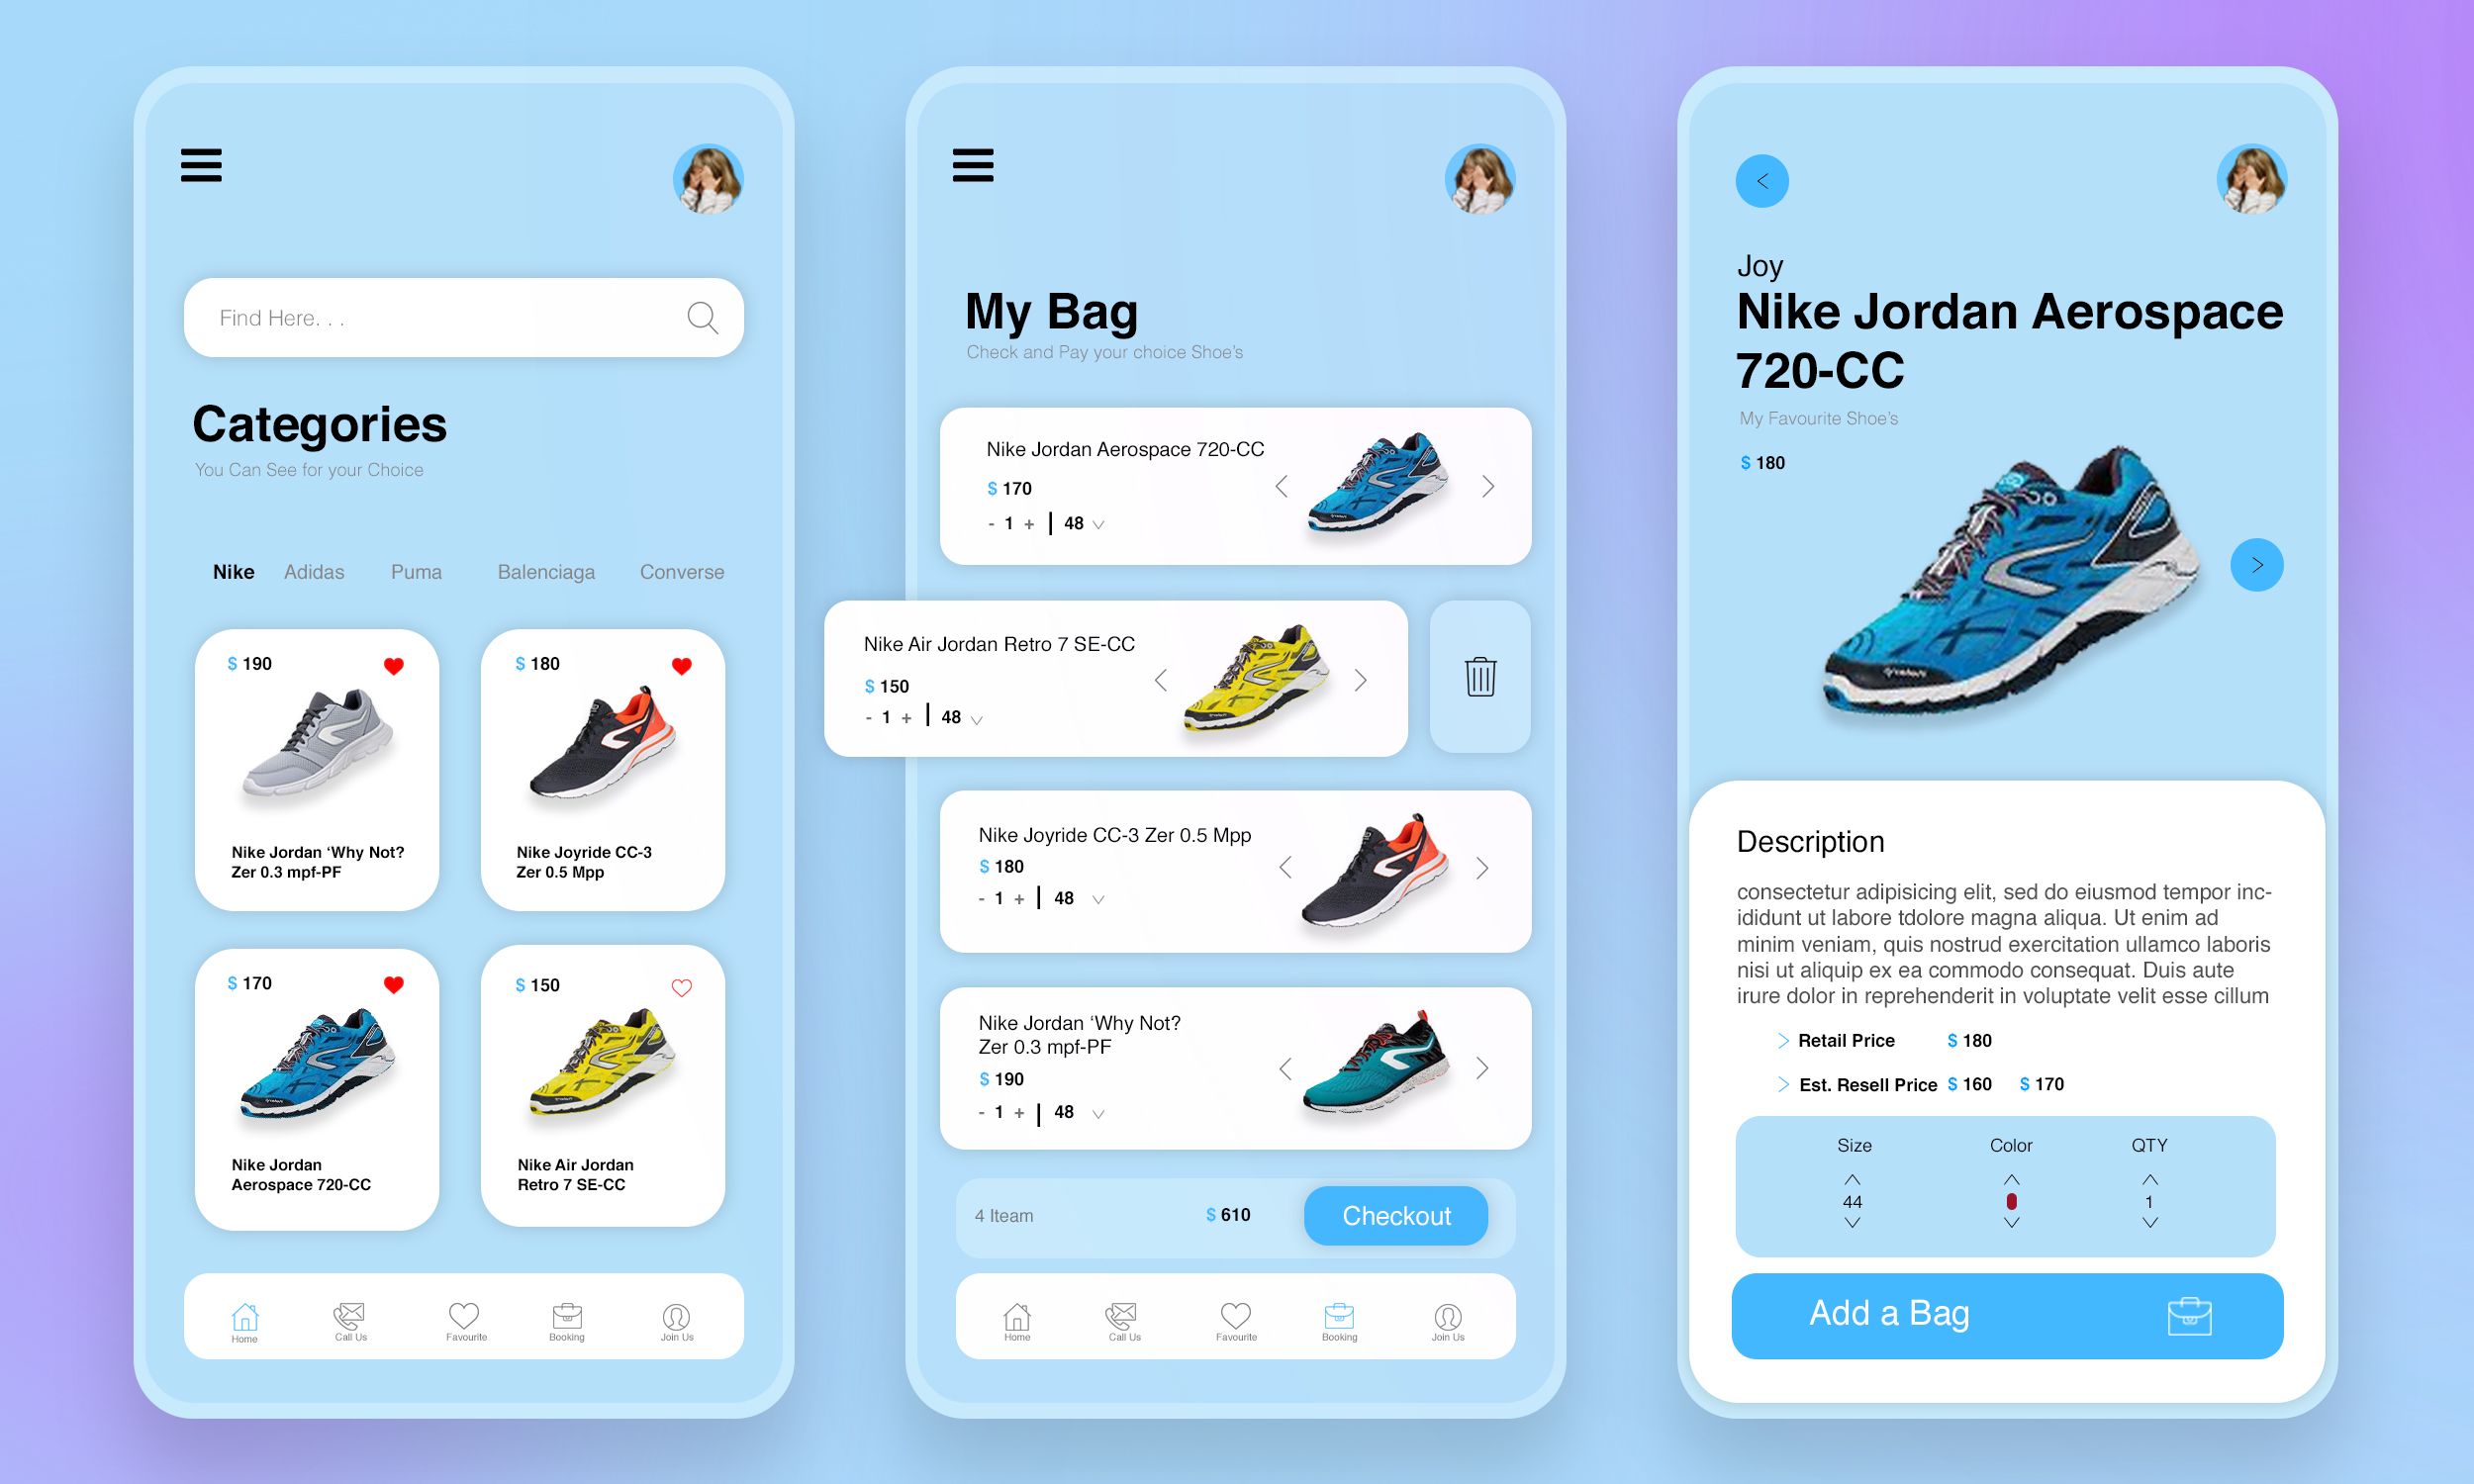 Find Here. . .
Categories
You Can See for your Choice
Nike Adidas Puma Balenciaga Converse
$ 190
Nike Jordan ‘Why Not?
Zer 0.3 mpf-PF
$ 180
Nike Joyride CC-3
Zer 0.5 Mpp
$ 170
Nike Jordan
Aerospace 720-CC
$ 150
Nike Air Jordan
Retro 7 SE-CC
Home Call Us Favourite Booking Join Us
My Bag
Check and Pay your choice Shoe’s
Nike Jordan Aerospace 720-CC
$ 170
- 1 + | 48
Nike Air Jordan Retro 7 SE-CC
$ 150
- 1 + | 48
Nike Joyride CC-3 Zer 0.5 Mpp
$ 180
- 1 + | 48
Nike Jordan ‘Why Not?
Zer 0.3 mpf-PF
$ 190
- 1 + | 48
4 Iteam $ 610 Checkout
Home Call Us Favourite Booking Join Us
Joy
Nike Jordan Aerospace
720-CC
My Favourite Shoe’s
$ 180
Description
consectetur adipisicing elit, sed do eiusmod tempor inc-
ididunt ut labore tdolore magna aliqua. Ut enim ad
minim veniam, quis nostrud exercitation ullamco laboris
nisi ut aliquip ex ea commodo consequat. Duis aute
irure dolor in reprehenderit in voluptate velit esse cillum
Retail Price $ 180
Est. Resell Price $ 160 $ 170
Size Color QTY
44 1
Add a Bag